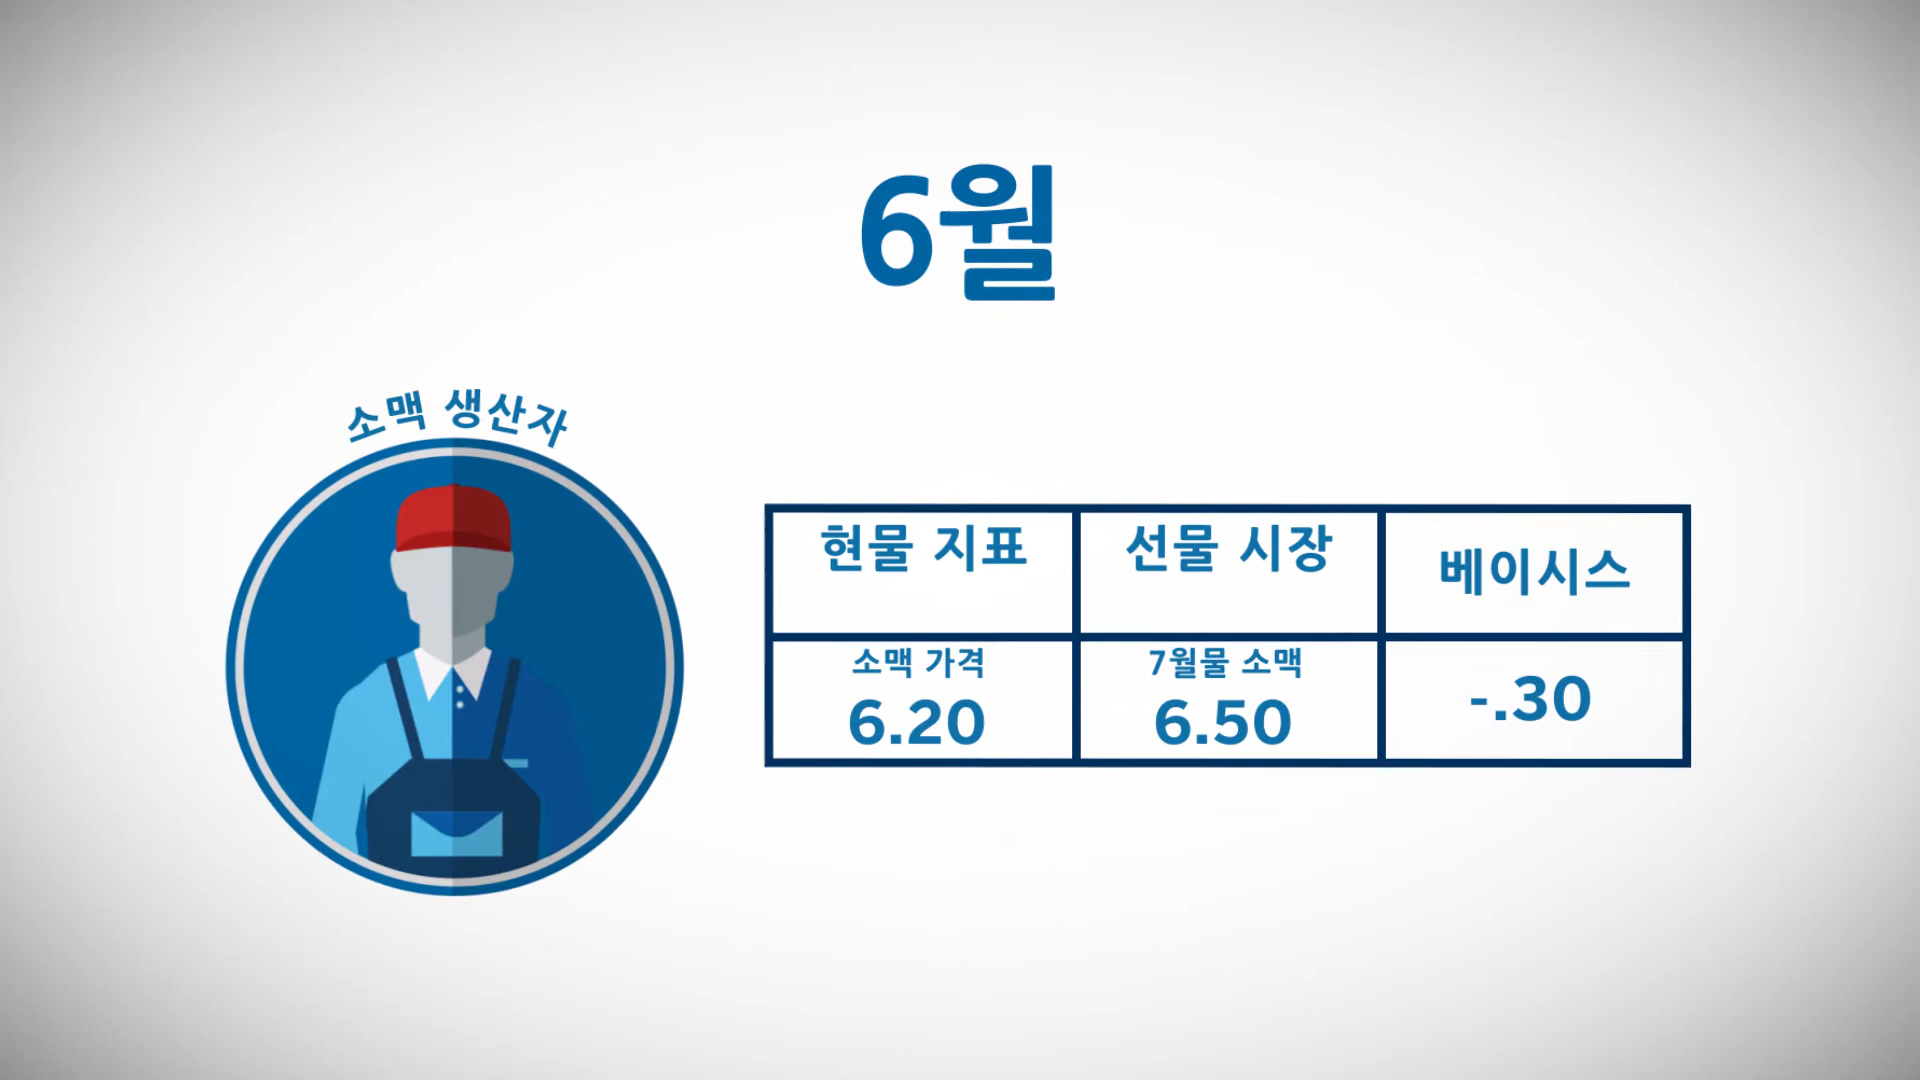 6월
소맥 생산자
현물 지표
선물 시장
베이시스
소맥 가격
6.20
7월물 소맥
6.50
-.30